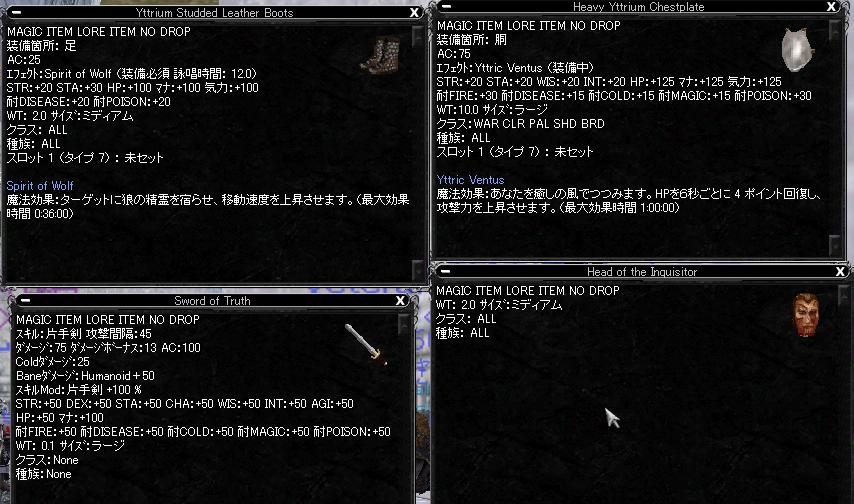 Yttrium Studded Leather Boots
MAGIC ITEM LORE ITEM NO DROP
装備箇所: 足
AC:25
エフェクト:Spirit of Wolf (装備必須 詠唱時間: 12.0)
STR:+20 STA:+30 HP:+100 マナ:+100 気力:+100
耐DISEASE:+20 耐POISON:+20
WT: 2.0 サイズ:ミディアム
クラス: ALL
種族: ALL
スロット 1 (タイプ 7) : 未セット
Spirit of Wolf
魔法効果:ターゲットに狼の精霊を宿らせ、移動速度を上昇させます。(最大効果
時間 0:36:00)
Heavy Yttrium Chestplate
MAGIC ITEM LORE ITEM NO DROP
装備箇所: 胴
AC:75
エフェクト:Yttric Ventus (装備中)
STR:+20 STA:+20 WIS:+20 INT:+20 HP:+125 マナ:+125 気力:+125
耐FIRE:+30 耐DISEASE:+15 耐COLD:+15 耐MAGIC:+15 耐POISON:+30
WT:10.0 サイズ:ラージ
クラス:WAR CLR PAL SHD BRD
種族: ALL
スロット 1 (タイプ 7) : 未セット
Yttric Ventus
魔法効果:あなたを癒しの風でつつみます。HPを6秒ごとに 4 ポイント回復し、
攻撃力を上昇させます。(最大効果時間 1:00:00)
Sword of Truth
MAGIC ITEM LORE ITEM NO DROP
スキル:片手剣 攻撃間隔:45
ダメージ:75 ダメージボーナス:13 AC:100
Coldダメージ:25
Baneダメージ:Humanoid+50
スキルMod:片手剣 +100 %
STR:+50 DEX:+50 STA:+50 CHA:+50 WIS:+50 INT:+50 AGI:+50
HP:+50 マナ:+100
耐FIRE:+50 耐DISEASE:+50 耐COLD:+50 耐MAGIC:+50 耐POISON:+50
WT: 0.1 サイズ:ラージ
クラス:None
種族:None
Head of the Inquisitor
MAGIC ITEM LORE ITEM NO DROP
WT: 2.0 サイズ:ミディアム
クラス: ALL
種族: ALL